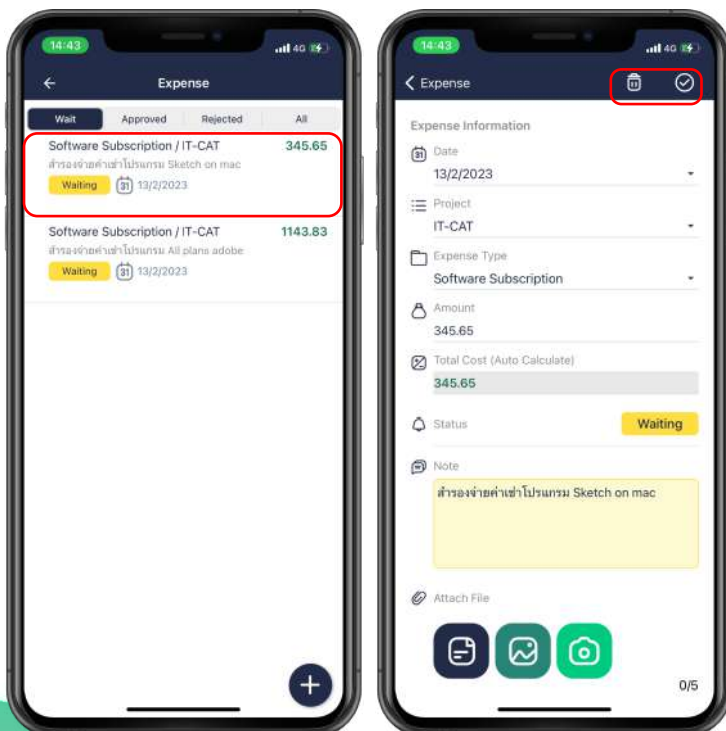 14:43
4G
Expense
Wait Approved Rejected All
Software Subscription / IT-CAT 345.65
สำรองจ่ายค่าเช่าโปรแกรม Sketch on mac
Waiting 31 13/2/2023
Software Subscription / IT-CAT 1143.83
สำรองจ่ายค่าเช่าโปรแกรม All plans adobe
Waiting 31 13/2/2023
14:43
4G
Expense
Expense Information
31 Date
13/2/2023
Project
IT-CAT
Expense Type
Software Subscription
Amount
345.65
Total Cost (Auto Calculate)
345.65
Status Waiting
Note
สำรองจ่ายค่าเช่าโปรแกรม Sketch on mac
Attach File
0/5